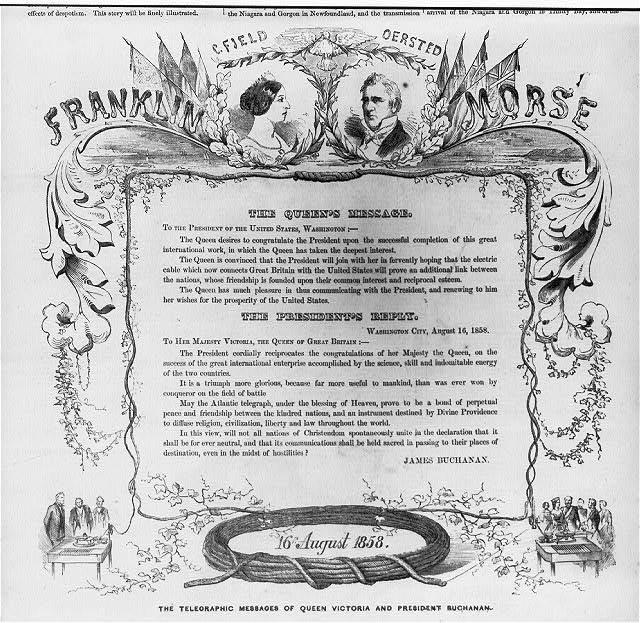 effects of despotism. This story will be finely illustrated.
the Niagara and Gorgon in Newfoundland, and the transmission
arrival of the Niagara and Gorgon in Trinity Bay,
C. FIELD
OERSTED
FRANKLIN
MORSE
THE QUEEN'S MESSAGE.
TO THE PRESIDENT OF THE UNITED STATES, WASHINGTON :—
The Queen desires to congratulate the President upon the successful completion of this great
international work, in which the Queen has taken the deepest interest.
The Queen is convinced that the President will join with her in fervently hoping that the electric
cable which now connects Great Britain with the United States will prove an additional link between
the nations, whose friendship is founded upon their common interest and reciprocal esteem.
The Queen has much pleasure in thus communicating with the President, and renewing to him
her wishes for the prosperity of the United States.
THE PRESIDENT'S REPLY.
WASHINGTON CITY, August 16, 1858.
TO HER MAJESTY VICTORIA, THE QUEEN OF GREAT BRITAIN :—
The President cordially reciprocates the congratulations of her Majesty the Queen, on the
success of the great international enterprise accomplished by the science, skill and indomitable energy
of the two countries.
It is a triumph more glorious, because far more useful to mankind, than was ever won by
conqueror on the field of battle
May the Atlantic telegraph, under the blessing of Heaven, prove to be a bond of perpetual
peace and friendship between the kindred nations, and an instrument destined by Divine Providence
to diffuse religion, civilization, liberty and law throughout the world.
In this view, will not all nations of Christendom spontaneously unite in the declaration that it
shall be for ever neutral, and that its communications shall be held sacred in passing to their places of
destination, even in the midst of hostilities ?
JAMES BUCHANAN.
16th August 1858.
THE TELEGRAPHIC MESSAGES OF QUEEN VICTORIA AND PRESIDENT BUCHANAN.